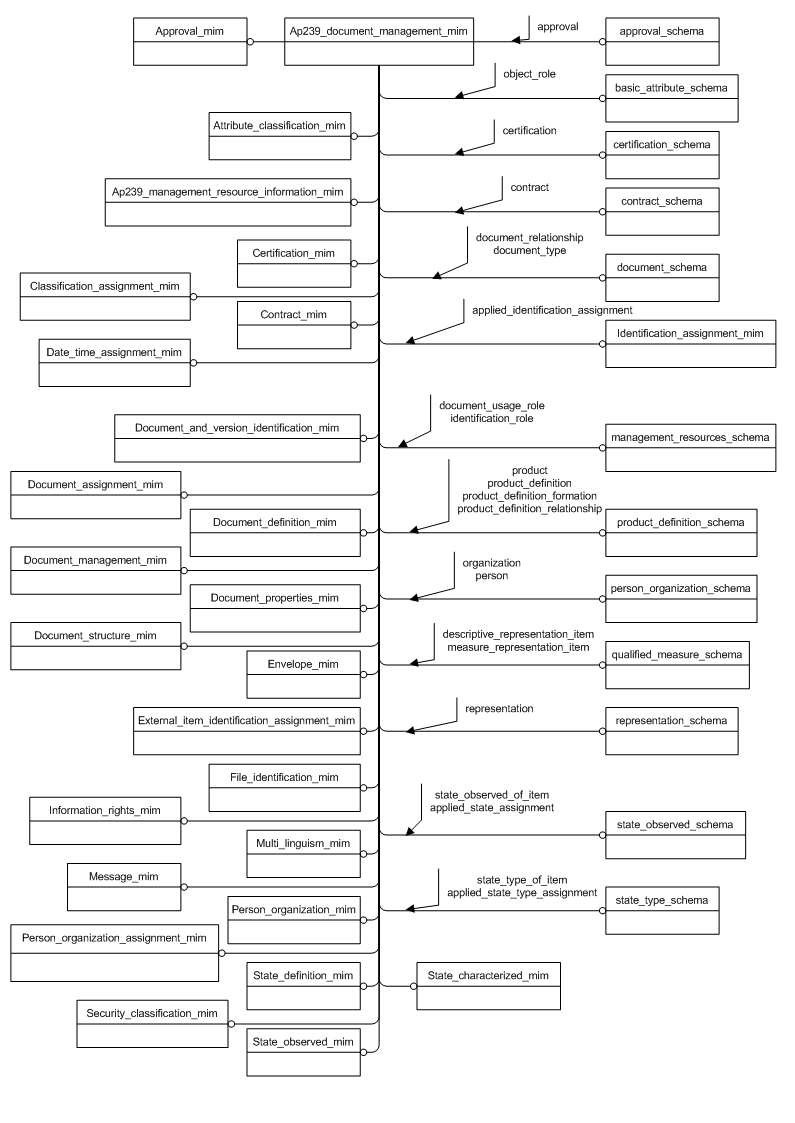 Approval_mim
Ap239_document_management_mim
approval
approval_schema
object_role
basic_attribute_schema
Attribute_classification_mim
certification
certification_schema
Ap239_management_resource_information_mim
contract
contract_schema
Certification_mim
document_relationship
document_type
document_schema
Classification_assignment_mim
Contract_mim
applied_identification_assignment
Identification_assignment_mim
Date_time_assignment_mim
Document_and_version_identification_mim
document_usage_role
identification_role
management_resources_schema
Document_assignment_mim
product
product_definition
product_definition_formation
product_definition_relationship
product_definition_schema
Document_definition_mim
Document_management_mim
organization
person
person_organization_schema
Document_properties_mim
Document_structure_mim
descriptive_representation_item
measure_representation_item
qualified_measure_schema
Envelope_mim
External_item_identification_assignment_mim
representation
representation_schema
File_identification_mim
Information_rights_mim
state_observed_of_item
applied_state_assignment
state_observed_schema
Multi_linguism_mim
Message_mim
state_type_of_item
applied_state_type_assignment
state_type_schema
Person_organization_mim
Person_organization_assignment_mim
State_definition_mim
State_characterized_mim
Security_classification_mim
State_observed_mim